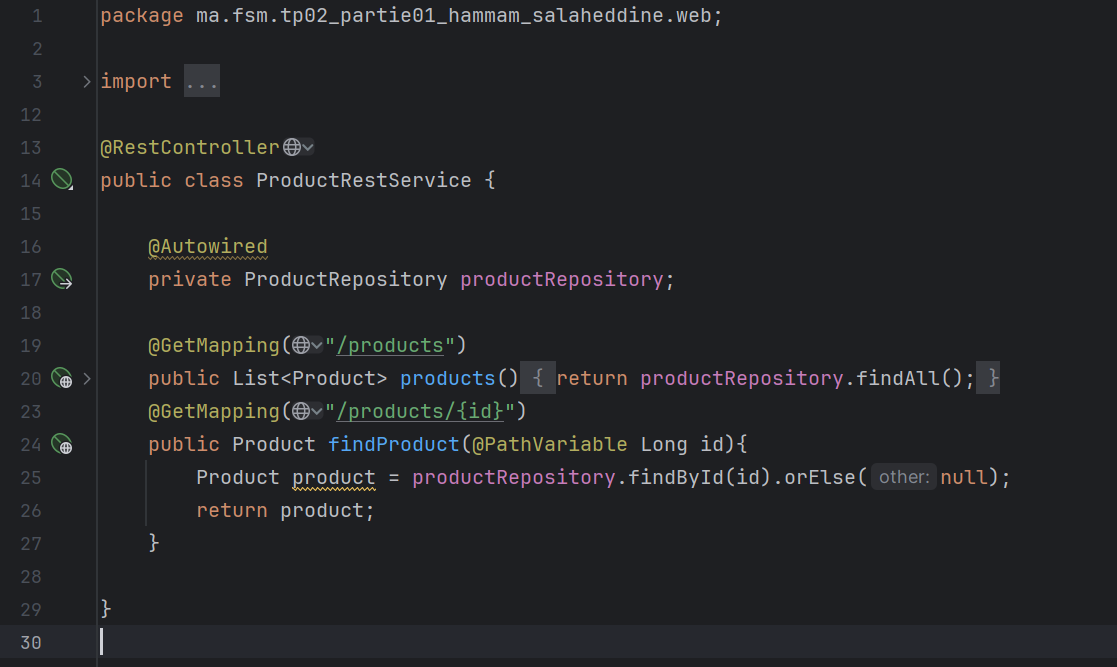 1 package ma.fsm.tp02_partie01_hammam_salaheddine.web;
2
3 import ...
12
13 @RestController
14 public class ProductRestService {
15
16 @Autowired
17 private ProductRepository productRepository;
18
19 @GetMapping("/products")
20 public List<Product> products() { return productRepository.findAll(); }
23 @GetMapping("/products/{id}")
24 public Product findProduct(@PathVariable Long id){
25 Product product = productRepository.findById(id).orElse( other: null);
26 return product;
27 }
28
29 }
30